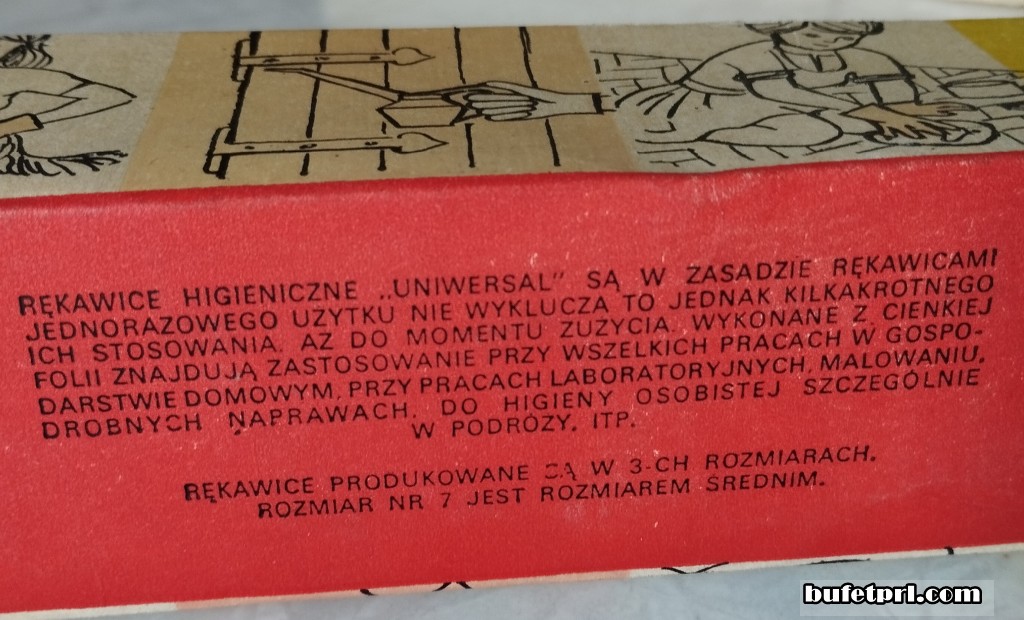 RĘKAWICE HIGIENICZNE „UNIWERSAL" SĄ W ZASADZIE RĘKAWICAMI
JEDNORAZOWEGO UŻYTKU NIE WYKLUCZA TO JEDNAK KILKAKROTNEGO
ICH STOSOWANIA. AŻ DO MOMENTU ZUŻYCIA. WYKONANE Z CIENKIEJ
FOLII ZNAJDUJĄ ZASTOSOWANIE PRZY WSZELKICH PRACACH W GOSPO-
DARSTWIE DOMOWYM, PRZY PRACACH LABORATORYJNYCH, MALOWANIU,
DROBNYCH NAPRAWACH, DO HIGIENY OSOBISTEJ SZCZEGÓLNIE
W PODRÓŻY, ITP.
RĘKAWICE PRODUKOWANE SĄ W 3-CH ROZMIARACH.
ROZMIAR NR 7 JEST ROZMIAREM ŚREDNIM.
bufetprl.com